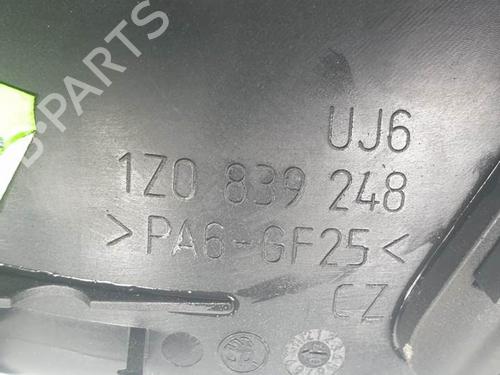 UJ6
1Z0 839 248
>PA6-GF25<
CZ
B-Parts